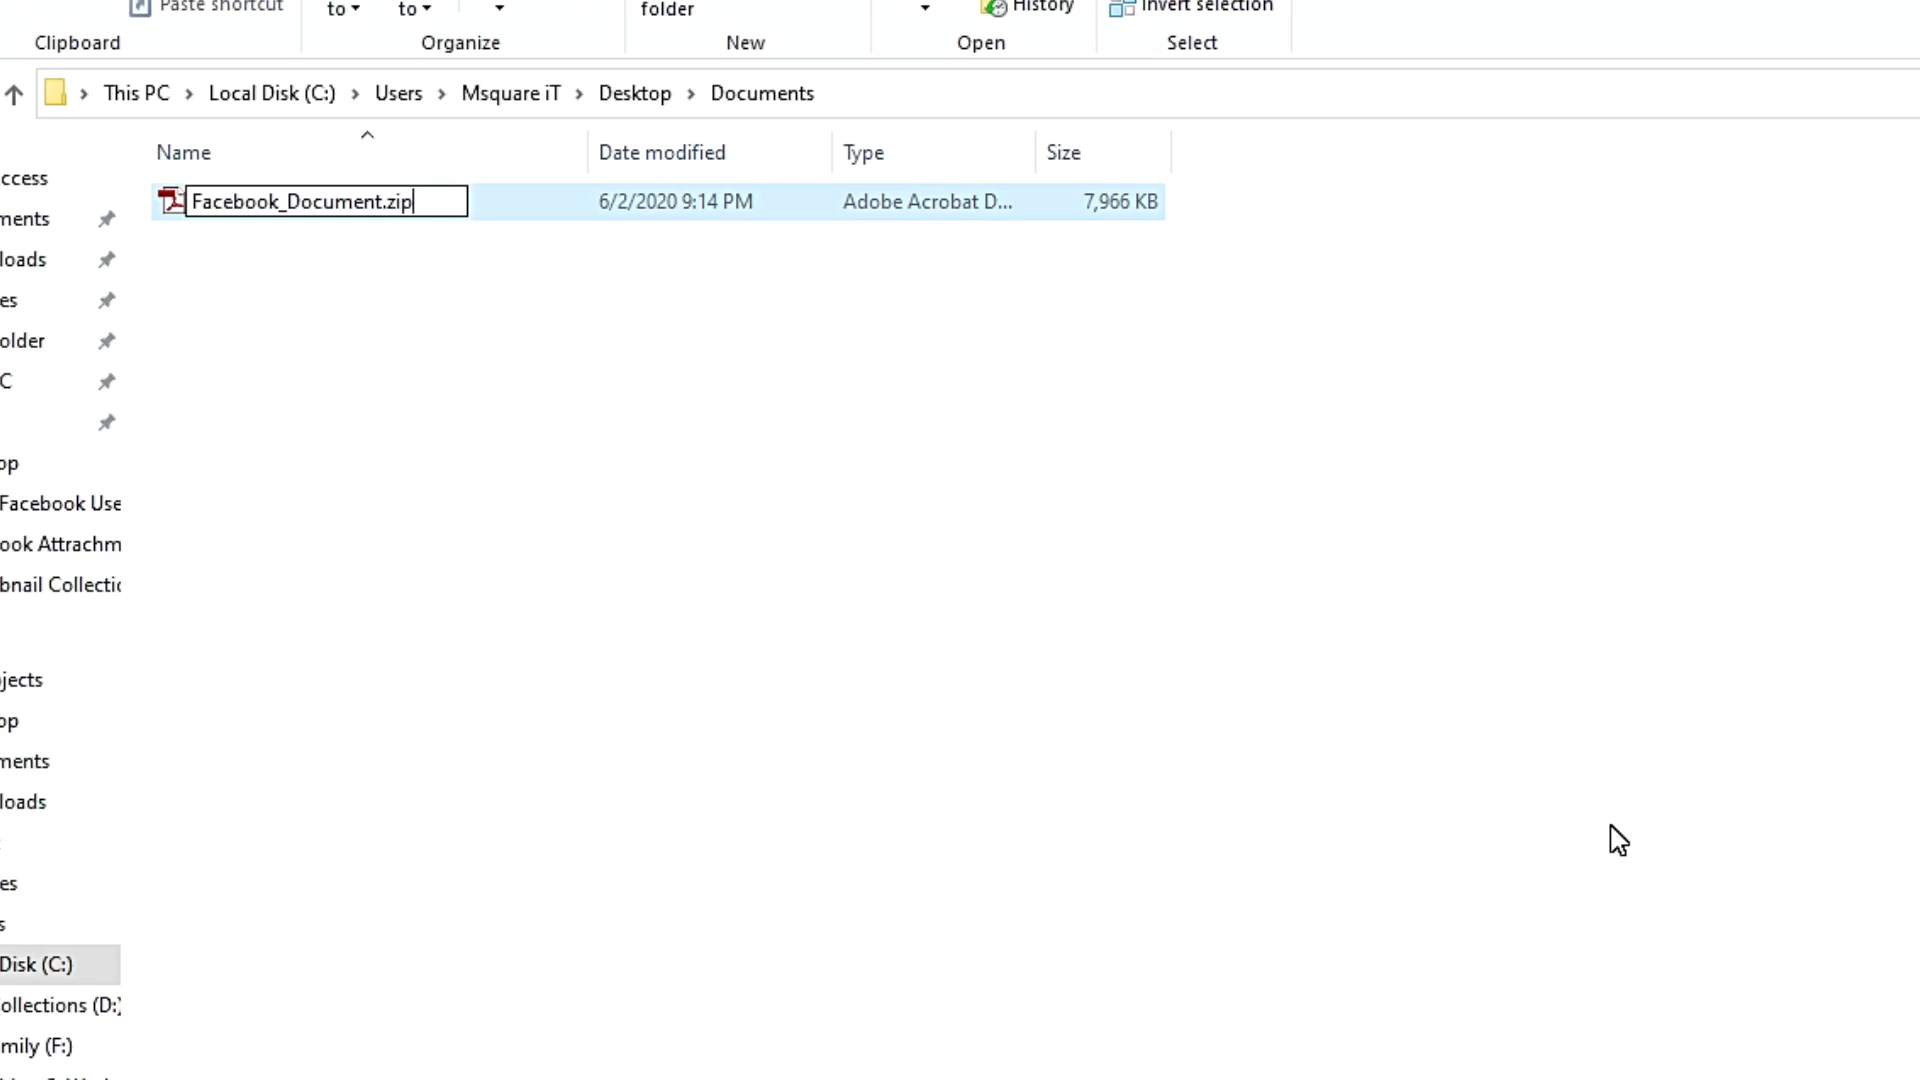 Paste shortcut
to
to
folder
History
Invert selection
Clipboard
Organize
New
Open
Select
This PC > Local Disk (C:) > Users > Msquare iT > Desktop > Documents
Name
Date modified
Type
Size
Facebook_Document.zip
6/2/2020 9:14 PM
Adobe Acrobat D...
7,966 KB
ccess
ments
loads
es
older
C
op
Facebook Use
ook Attachm
bnail Collectio
jects
op
ments
loads
es
s
Disk (C:)
ollections (D:)
mily (F:)